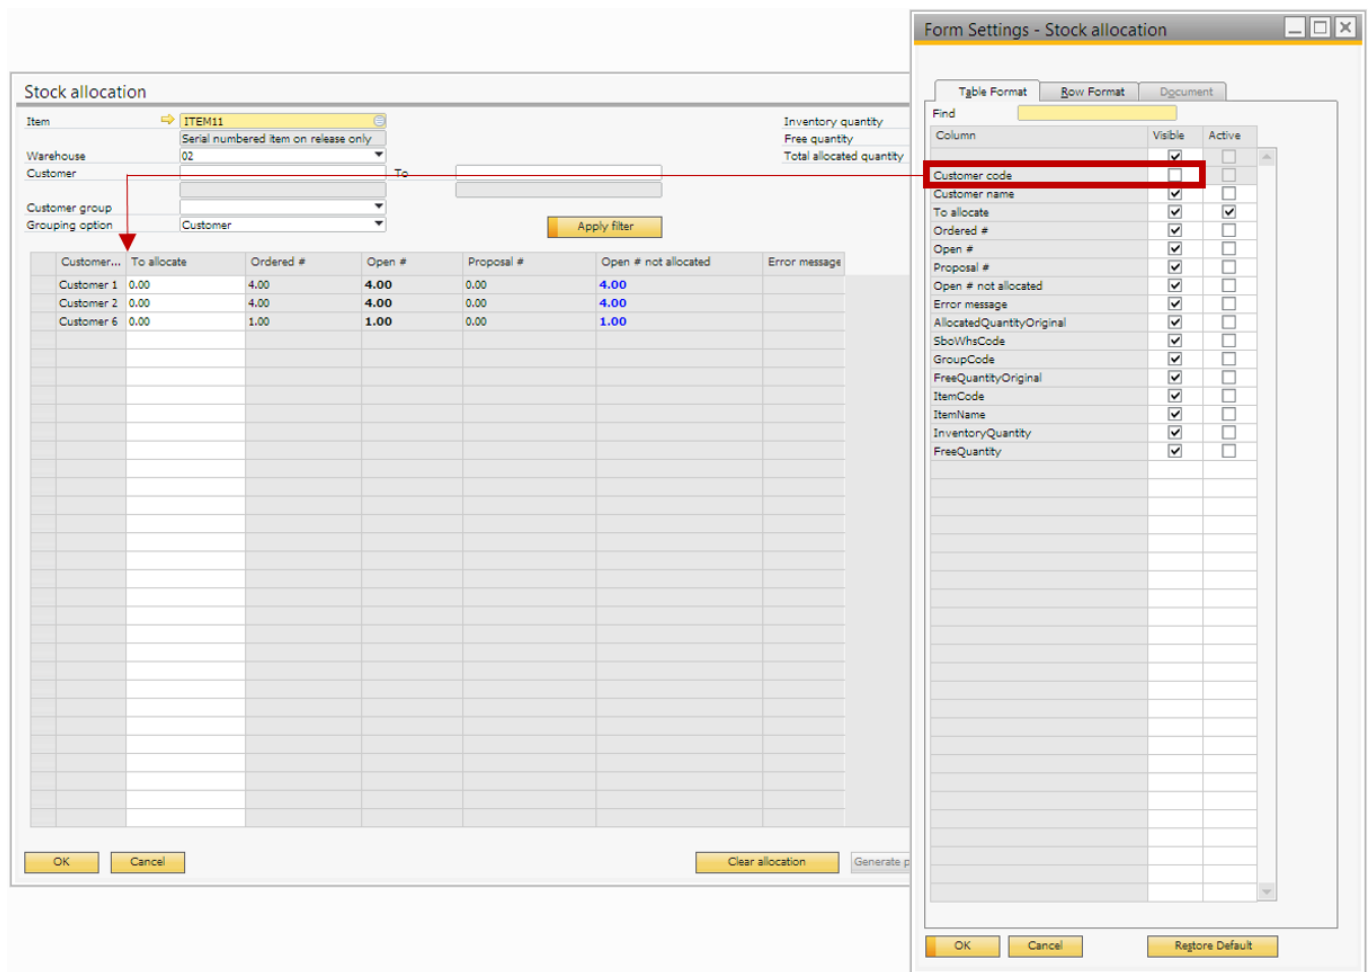 Form Settings - Stock allocation
Stock allocation
Item ITEM11
Serial numbered item on release only
Warehouse 02
Customer To
Customer group
Grouping option Customer
Inventory quantity
Free quantity
Total allocated quantity
Apply filter
Customer... To allocate Ordered # Open # Proposal # Open # not allocated Error message
Customer 1 0.00 4.00 4.00 0.00 4.00
Customer 2 0.00 4.00 4.00 0.00 4.00
Customer 6 0.00 1.00 1.00 0.00 1.00
OK Cancel Clear allocation Generate p
Table Format Row Format Document
Find
Column Visible Active
Customer code
Customer name
To allocate
Ordered #
Open #
Proposal #
Open # not allocated
Error message
AllocatedQuantityOriginal
SboWhsCode
GroupCode
FreeQuantityOriginal
ItemCode
ItemName
InventoryQuantity
FreeQuantity
OK Cancel Restore Default